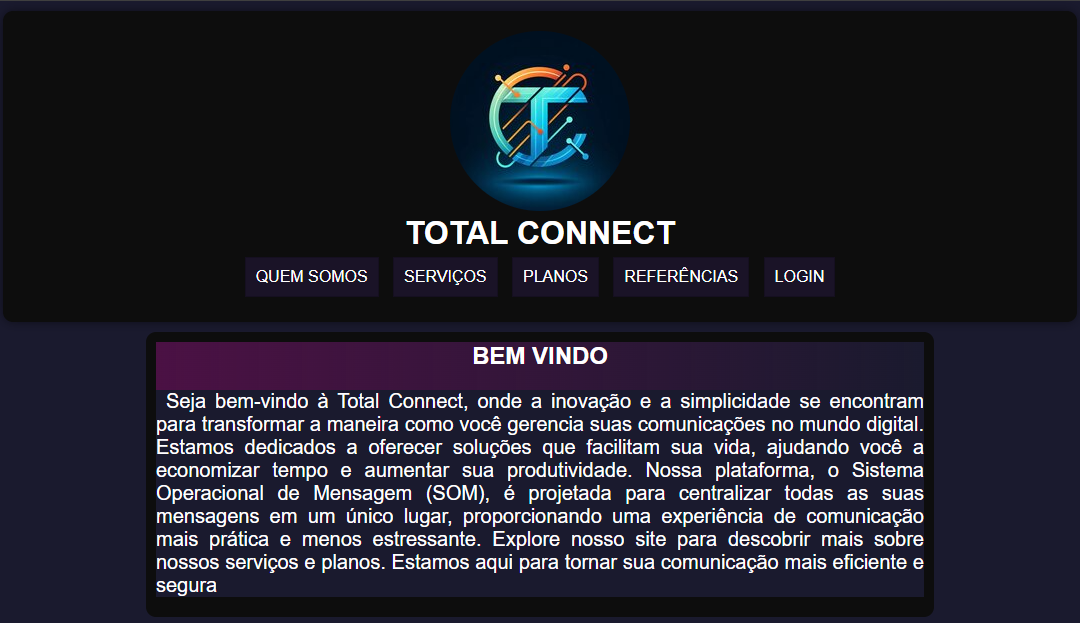 TC
TOTAL CONNECT
QUEM SOMOS SERVIÇOS PLANOS REFERÊNCIAS LOGIN
BEM VINDO
Seja bem-vindo à Total Connect, onde a inovação e a simplicidade se encontram
para transformar a maneira como você gerencia suas comunicações no mundo digital.
Estamos dedicados a oferecer soluções que facilitam sua vida, ajudando você a
economizar tempo e aumentar sua produtividade. Nossa plataforma, o Sistema
Operacional de Mensagem (SOM), é projetada para centralizar todas as suas
mensagens em um único lugar, proporcionando uma experiência de comunicação
mais prática e menos estressante. Explore nosso site para descobrir mais sobre
nossos serviços e planos. Estamos aqui para tornar sua comunicação mais eficiente e
segura